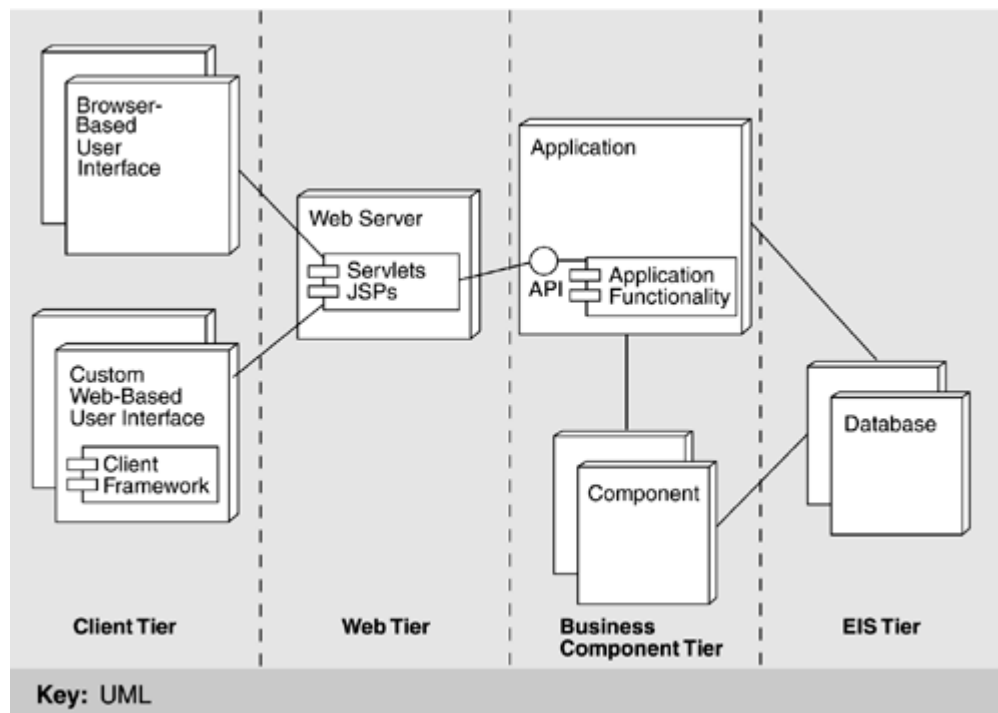 Browser-
Based
User
Interface
Custom
Web-Based
User Interface
Client
Framework
Web Server
Servlets
JSPs
Application
API
Application
Functionality
Component
Database
Client Tier
Web Tier
Business
Component Tier
EIS Tier
Key: UML